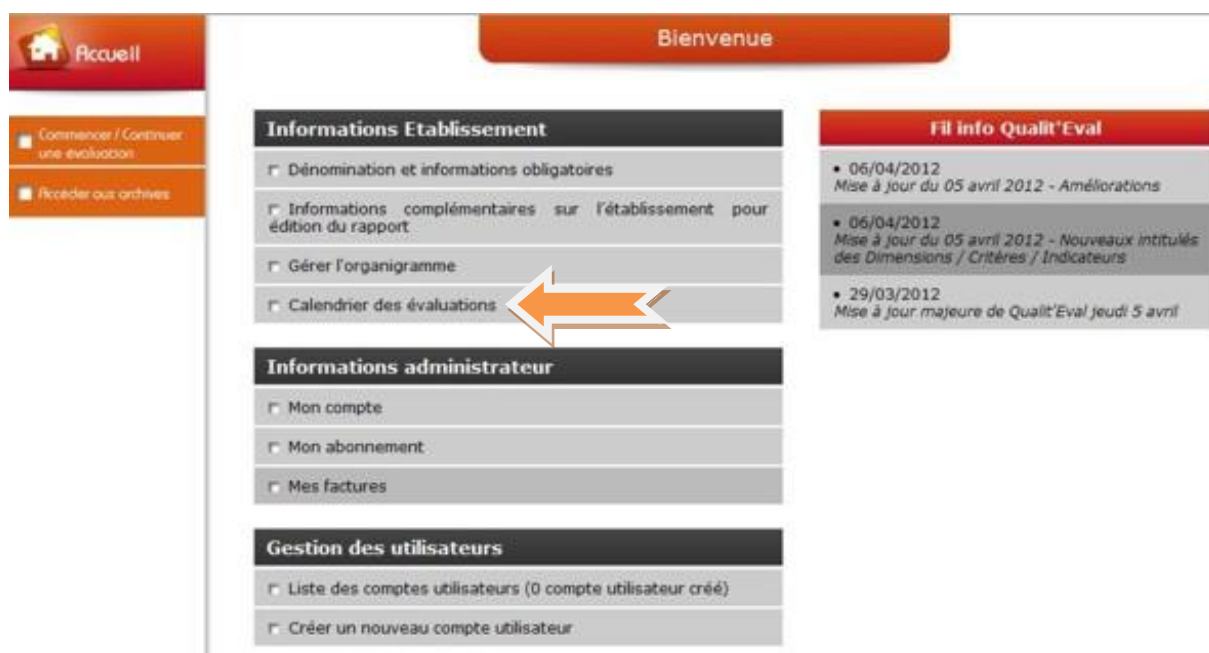 Accueil
Bienvenue
Commencer / Continuer
une évaluation
Accéder aux archives
Informations Etablissement
Dénomination et informations obligatoires
Informations complémentaires sur l'établissement pour
édition du rapport
Gérer l'organigramme
Calendrier des évaluations
Informations administrateur
Mon compte
Mon abonnement
Mes factures
Gestion des utilisateurs
Liste des comptes utilisateurs (0 compte utilisateur créé)
Créer un nouveau compte utilisateur
Fil info Qualit'Eval
• 06/04/2012
Mise à jour du 05 avril 2012 - Améliorations
• 06/04/2012
Mise à jour du 05 avril 2012 - Nouveaux intitulés
des Dimensions / Critères / Indicateurs
• 29/03/2012
Mise à jour majeure de Qualit'Eval jeudi 5 avril